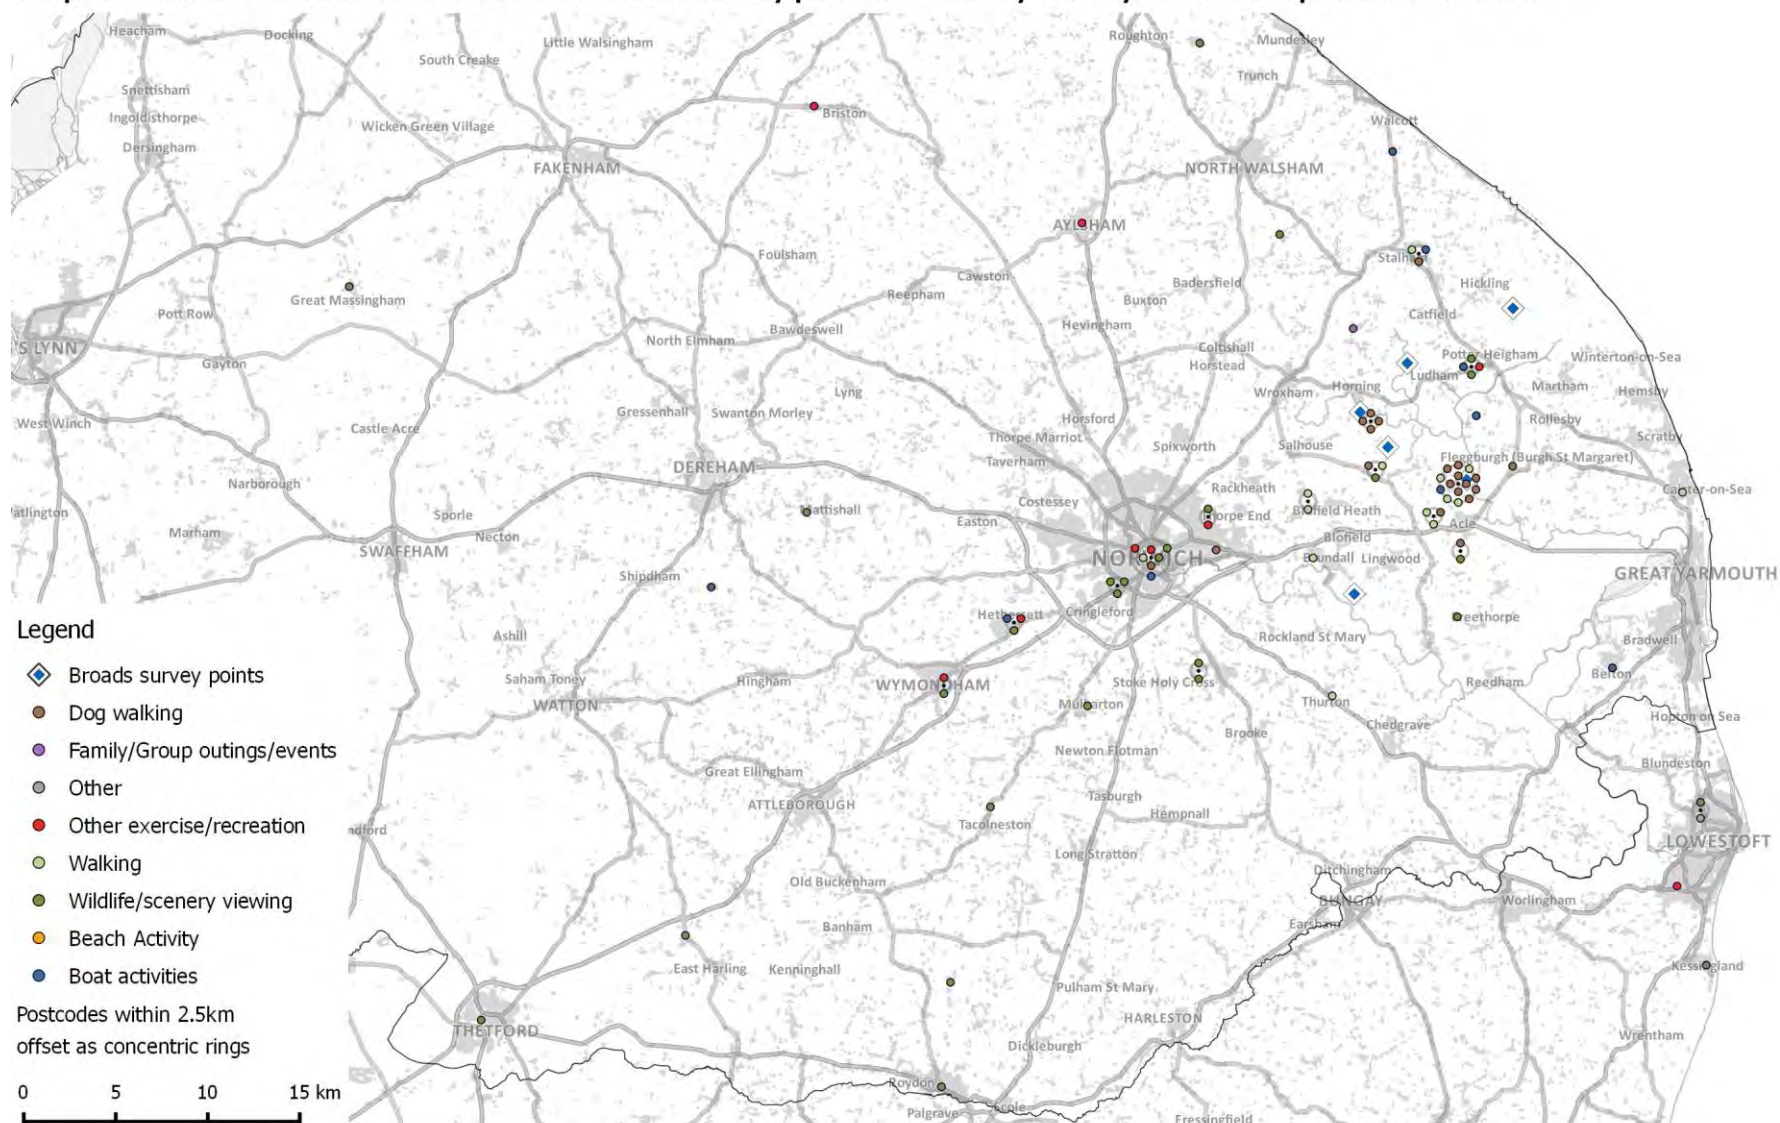 Heacham
Docking
Little Walsingham
Roughton
Mundesley
South Creake
Trunch
Snettisham
Ingoldisthorpe
Wicken Green Village
Briston
Walcott
Dersingham
FAKENHAM
NORTH WALSHAM
AYLSHAM
Foulsham
Stalham
Cawston
Badersfield
Hickling
Great Massingham
Reepham
Buxton
Pott Row
Catfield
Hevingham
Bawdeswell
North Elmham
'S LYNN
Coltishall
Potter Heigham
Winterton-on-Sea
Gayton
Horstead
Ludham
Lyng
Wroxham
Horning
Martham
Hemsby
Gressenhall
Swanton Morley
Horsford
Rollesby
West Winch
Castle Acre
Thorpe Marriot
Spixworth
Salhouse
Scratby
Taverham
Fleggburgh (Burgh St Margaret)
DEREHAM
Narborough
Rackheath
Caister-on-Sea
Costessey
Mattishall
Thorpe End
Blofield Heath
Sporle
Easton
Acle
Marham
Necton
Blofield
SWAFFHAM
NORWICH
Brundall
Lingwood
GREAT YARMOUTH
Shipdham
Hethersett
Cringleford
Freethorpe
Legend
Ashill
Rockland St Mary
Bradwell
Broads survey points
Saham Toney
Hingham
WYMONDHAM
Stoke Holy Cross
Reedham
Belton
Dog walking
WATTON
Mulbarton
Thurton
Hopton on Sea
Chedgrave
Family/Group outings/events
Newton Flotman
Brooke
Great Ellingham
Blundeston
Other
ATTLEBOROUGH
Tasburgh
Hempnall
Other exercise/recreation
Tacolneston
LOWESTOFT
Walking
Long Stratton
Ditchingham
Old Buckenham
Wildlife/scenery viewing
BUNGAY
Worlingham
Banham
Earsham
Beach Activity
East Harling
Kenninghall
Kessingland
Boat activities
Pulham St Mary
Postcodes within 2.5km
offset as concentric rings
THETFORD
HARLESTON
Dickleburgh
Wrentham
Roydon
0 5 10 15 km
Palgrave
Scole
Fressingfield